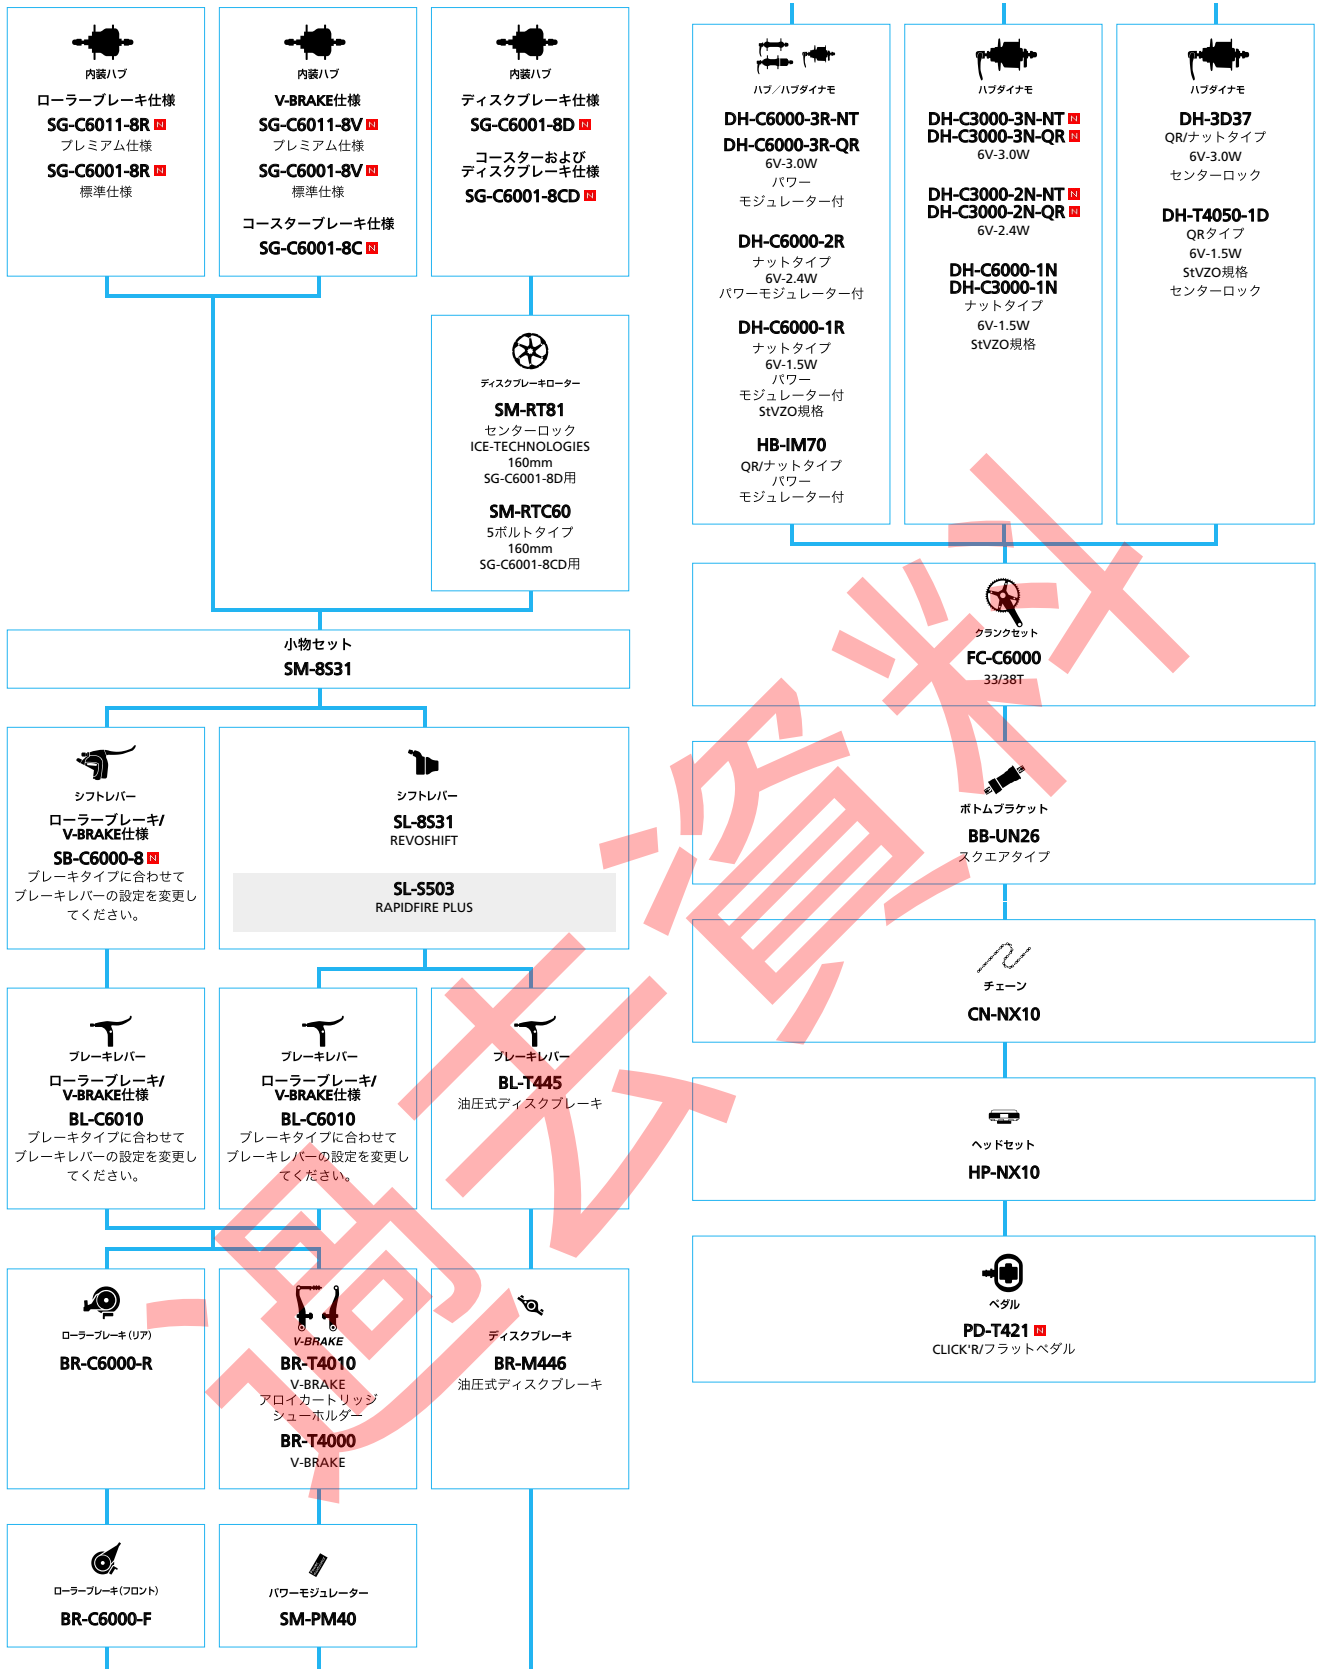 内装ハブ
ローラーブレーキ仕様
SG-C6011-8R N
プレミアム仕様
SG-C6001-8R N
標準仕様
内装ハブ
V-BRAKE仕様
SG-C6011-8V N
プレミアム仕様
SG-C6001-8V N
標準仕様
コースターブレーキ仕様
SG-C6001-8C N
内装ハブ
ディスクブレーキ仕様
SG-C6001-8D N
コースターおよび
ディスクブレーキ仕様
SG-C6001-8CD N
ディスクブレーキローター
SM-RT81
センターロック
ICE-TECHNOLOGIES
160mm
SG-C6001-8D用
SM-RTC60
5ボルトタイプ
160mm
SG-C6001-8CD用
小物セット
SM-8S31
シフトレバー
ローラーブレーキ/
V-BRAKE仕様
SB-C6000-8 N
ブレーキタイプに合わせて
ブレーキレバーの設定を変更し
てください。
シフトレバー
SL-8S31
REVOSHIFT
SL-S503
RAPIDFIRE PLUS
ブレーキレバー
ローラーブレーキ/
V-BRAKE仕様
BL-C6010
ブレーキタイプに合わせて
ブレーキレバーの設定を変更し
てください。
ブレーキレバー
ローラーブレーキ/
V-BRAKE仕様
BL-C6010
ブレーキタイプに合わせて
ブレーキレバーの設定を変更し
てください。
ブレーキレバー
BL-T445
油圧式ディスクブレーキ
ローラーブレーキ(リア)
BR-C6000-R
V-BRAKE
BR-T4010
V-BRAKE
アロイカートリッジ
シューホルダー
BR-T4000
V-BRAKE
ディスクブレーキ
BR-M446
油圧式ディスクブレーキ
ローラーブレーキ(フロント)
BR-C6000-F
パワーモジュレーター
SM-PM40
ハブ／ハブダイナモ
DH-C6000-3R-NT
DH-C6000-3R-QR
6V-3.0W
パワー
モジュレーター付
DH-C6000-2R
ナットタイプ
6V-2.4W
パワーモジュレーター付
DH-C6000-1R
ナットタイプ
6V-1.5W
パワー
モジュレーター付
StVZO規格
HB-IM70
QR/ナットタイプ
パワー
モジュレーター付
ハブダイナモ
DH-C3000-3N-NT N
DH-C3000-3N-QR N
6V-3.0W
DH-C3000-2N-NT N
DH-C3000-2N-QR N
6V-2.4W
DH-C6000-1N
DH-C3000-1N
ナットタイプ
6V-1.5W
StVZO規格
ハブダイナモ
DH-3D37
QR/ナットタイプ
6V-3.0W
センターロック
DH-T4050-1D
QRタイプ
6V-1.5W
StVZO規格
センターロック
クランクセット
FC-C6000
33/38T
ボトムブラケット
BB-UN26
スクエアタイプ
チェーン
CN-NX10
ヘッドセット
HP-NX10
ペダル
PD-T421 N
CLICK'R/フラットペダル
過去資料